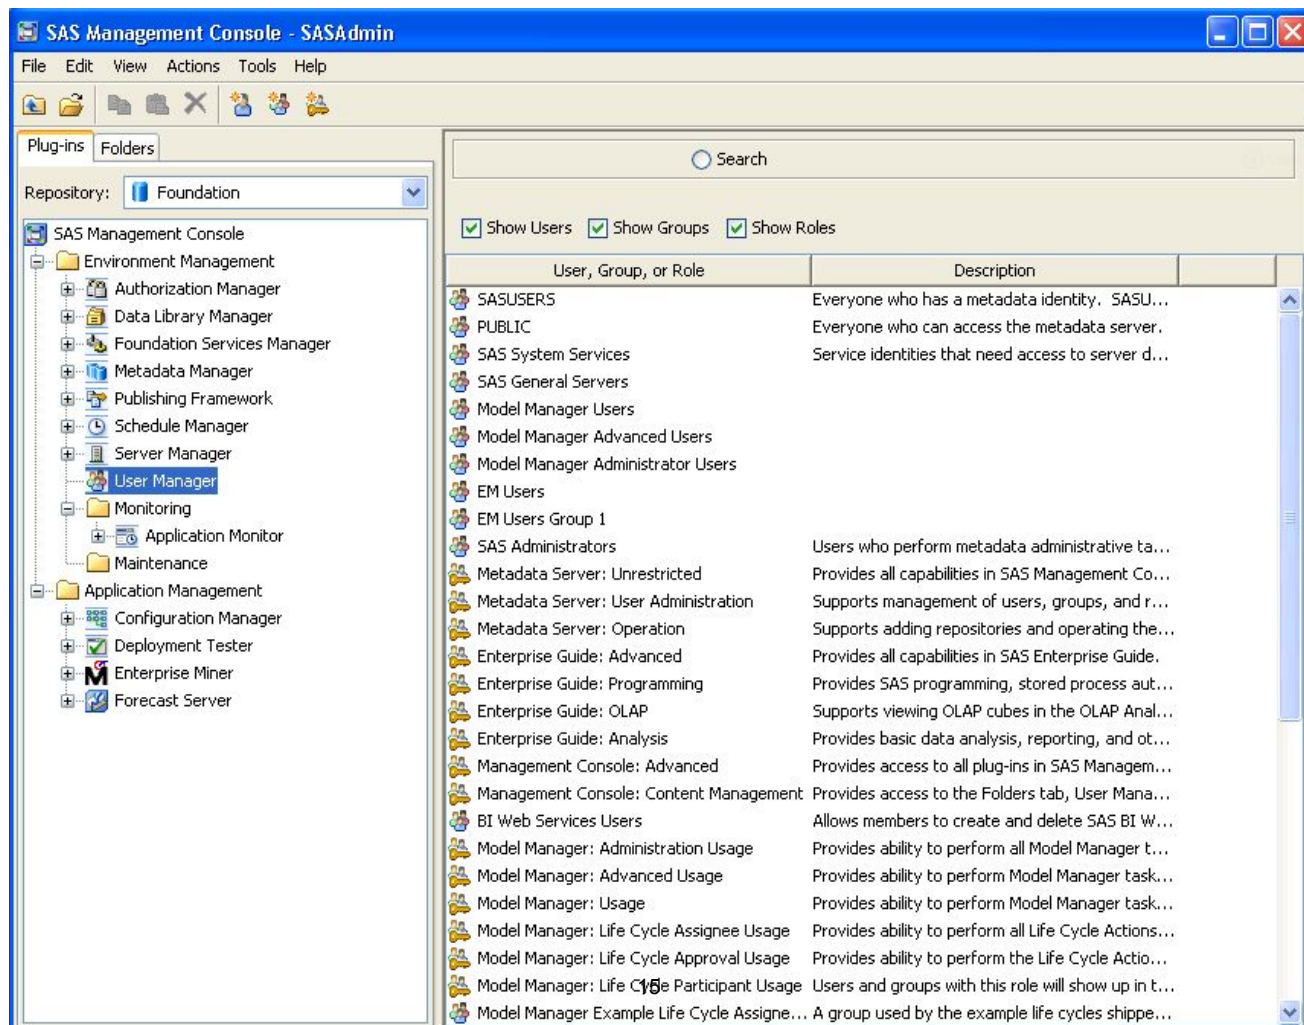 SAS Management Console - SASAdmin
File Edit View Actions Tools Help
Plug-ins Folders
Repository: Foundation
SAS Management Console
Environment Management
Authorization Manager
Data Library Manager
Foundation Services Manager
Metadata Manager
Publishing Framework
Schedule Manager
Server Manager
User Manager
Monitoring
Application Monitor
Maintenance
Application Management
Configuration Manager
Deployment Tester
Enterprise Miner
Forecast Server
Search
Show Users Show Groups Show Roles
User, Group, or Role Description
SASUSERS Everyone who has a metadata identity. SASU...
PUBLIC Everyone who can access the metadata server.
SAS System Services Service identities that need access to server d...
SAS General Servers
Model Manager Users
Model Manager Advanced Users
Model Manager Administrator Users
EM Users
EM Users Group 1
SAS Administrators Users who perform metadata administrative ta...
Metadata Server: Unrestricted Provides all capabilities in SAS Management Co...
Metadata Server: User Administration Supports management of users, groups, and r...
Metadata Server: Operation Supports adding repositories and operating the...
Enterprise Guide: Advanced Provides all capabilities in SAS Enterprise Guide.
Enterprise Guide: Programming Provides SAS programming, stored process aut...
Enterprise Guide: OLAP Supports viewing OLAP cubes in the OLAP Anal...
Enterprise Guide: Analysis Provides basic data analysis, reporting, and ot...
Management Console: Advanced Provides access to all plug-ins in SAS Managem...
Management Console: Content Management Provides access to the Folders tab, User Mana...
BI Web Services Users Allows members to create and delete SAS BI W...
Model Manager: Administration Usage Provides ability to perform all Model Manager t...
Model Manager: Advanced Usage Provides ability to perform Model Manager task...
Model Manager: Usage Provides ability to perform Model Manager task...
Model Manager: Life Cycle Assignee Usage Provides ability to perform all Life Cycle Actions...
Model Manager: Life Cycle Approval Usage Provides ability to perform the Life Cycle Actio...
Model Manager: Life Cycle Participant Usage Users and groups with this role will show up in t...
15
Model Manager Example Life Cycle Assigne... A group used by the example life cycles shippe...